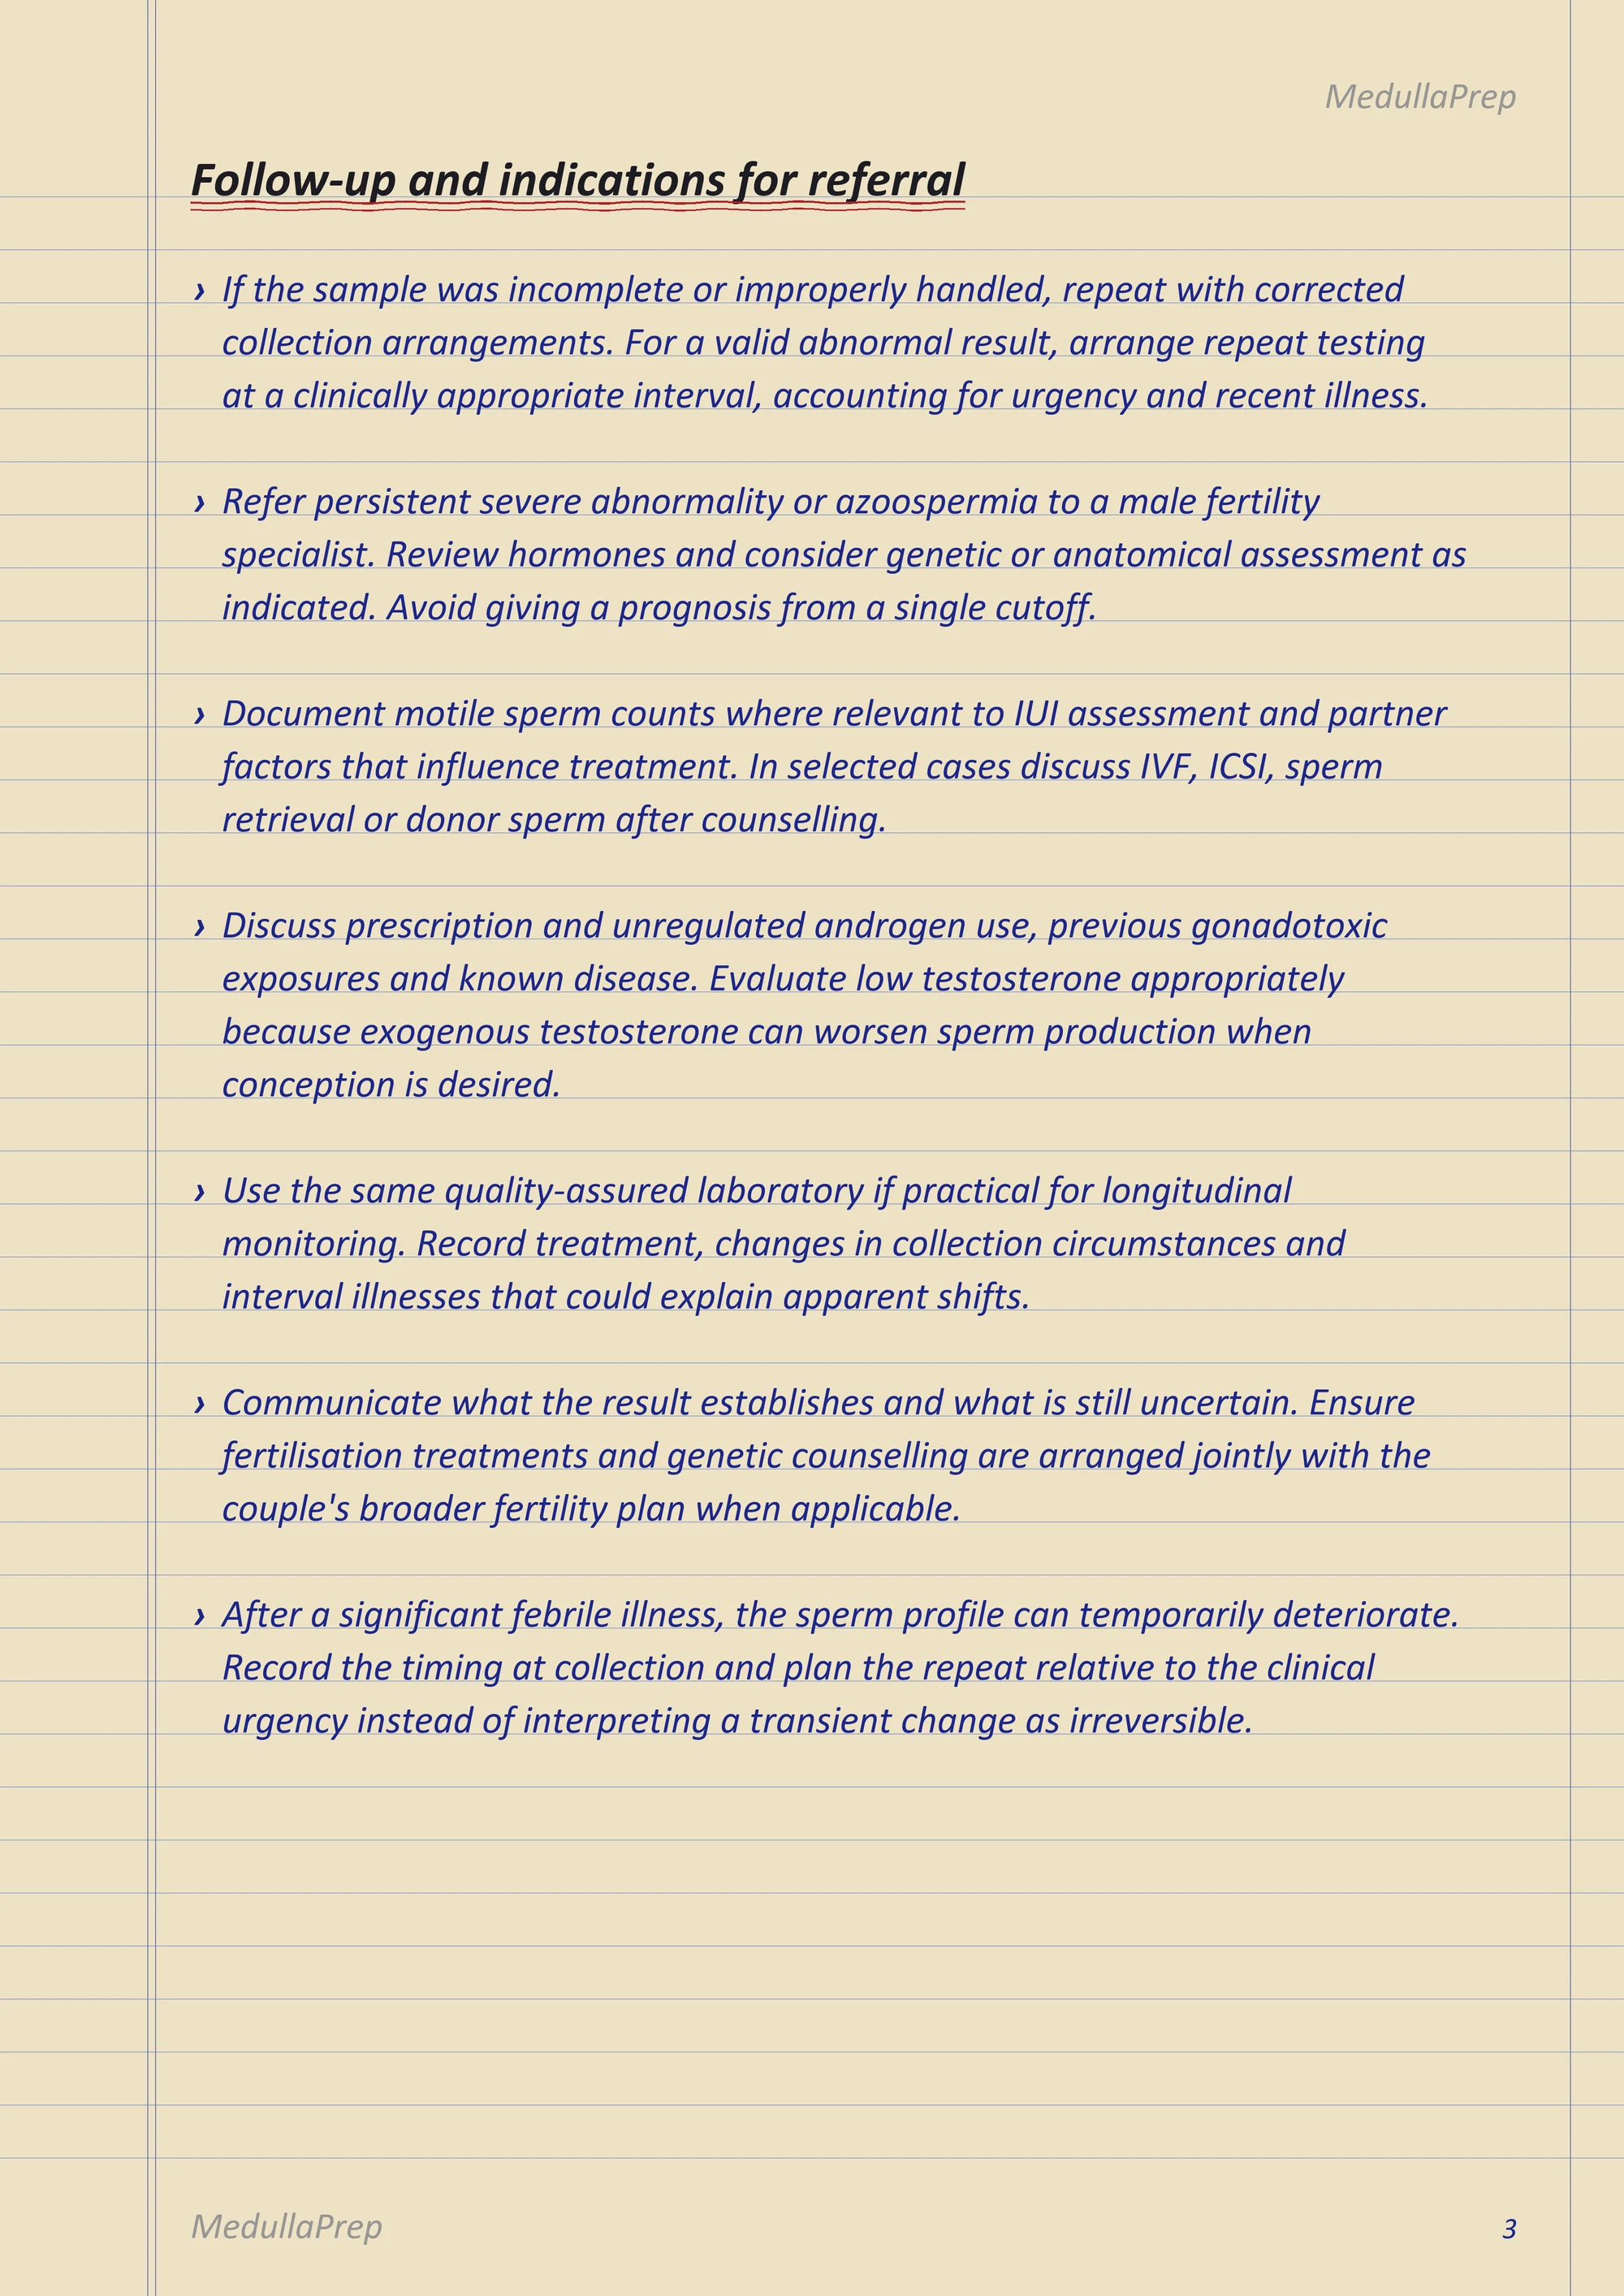 MedullaPrep
Follow-up and indications for referral
› If the sample was incomplete or improperly handled, repeat with corrected
collection arrangements. For a valid abnormal result, arrange repeat testing
at a clinically appropriate interval, accounting for urgency and recent illness.
› Refer persistent severe abnormality or azoospermia to a male fertility
specialist. Review hormones and consider genetic or anatomical assessment as
indicated. Avoid giving a prognosis from a single cutoff.
› Document motile sperm counts where relevant to IUI assessment and partner
factors that influence treatment. In selected cases discuss IVF, ICSI, sperm
retrieval or donor sperm after counselling.
› Discuss prescription and unregulated androgen use, previous gonadotoxic
exposures and known disease. Evaluate low testosterone appropriately
because exogenous testosterone can worsen sperm production when
conception is desired.
› Use the same quality-assured laboratory if practical for longitudinal
monitoring. Record treatment, changes in collection circumstances and
interval illnesses that could explain apparent shifts.
› Communicate what the result establishes and what is still uncertain. Ensure
fertilisation treatments and genetic counselling are arranged jointly with the
couple's broader fertility plan when applicable.
› After a significant febrile illness, the sperm profile can temporarily deteriorate.
Record the timing at collection and plan the repeat relative to the clinical
urgency instead of interpreting a transient change as irreversible.
MedullaPrep
3